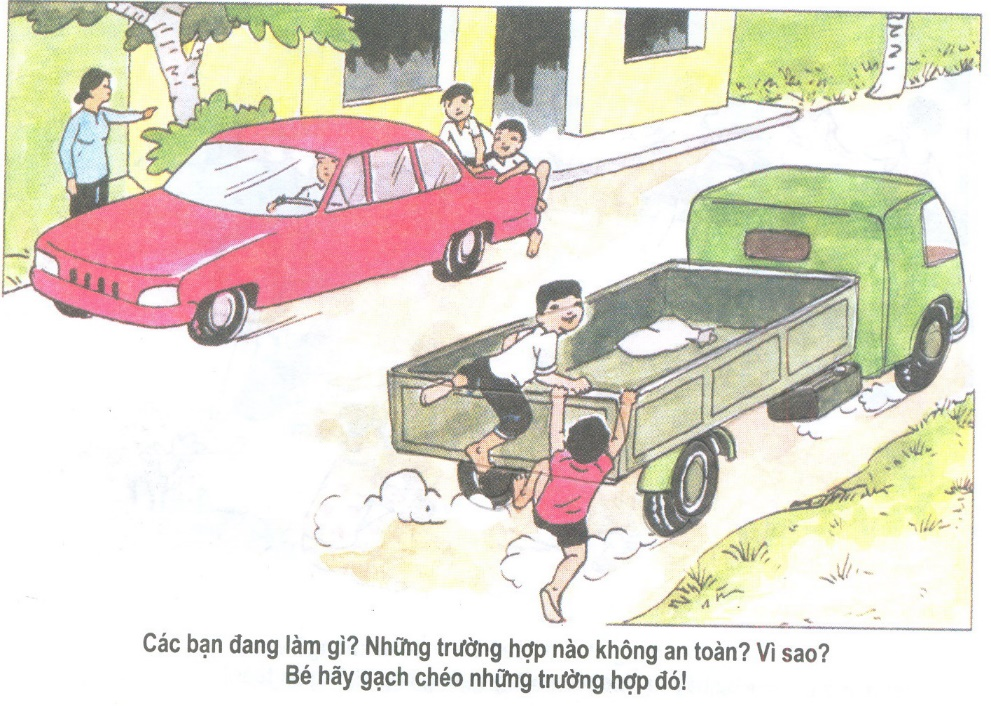 Các bạn đang làm gì? Những trường hợp nào không an toàn? Vì sao?
Bé hãy gạch chéo những trường hợp đó!